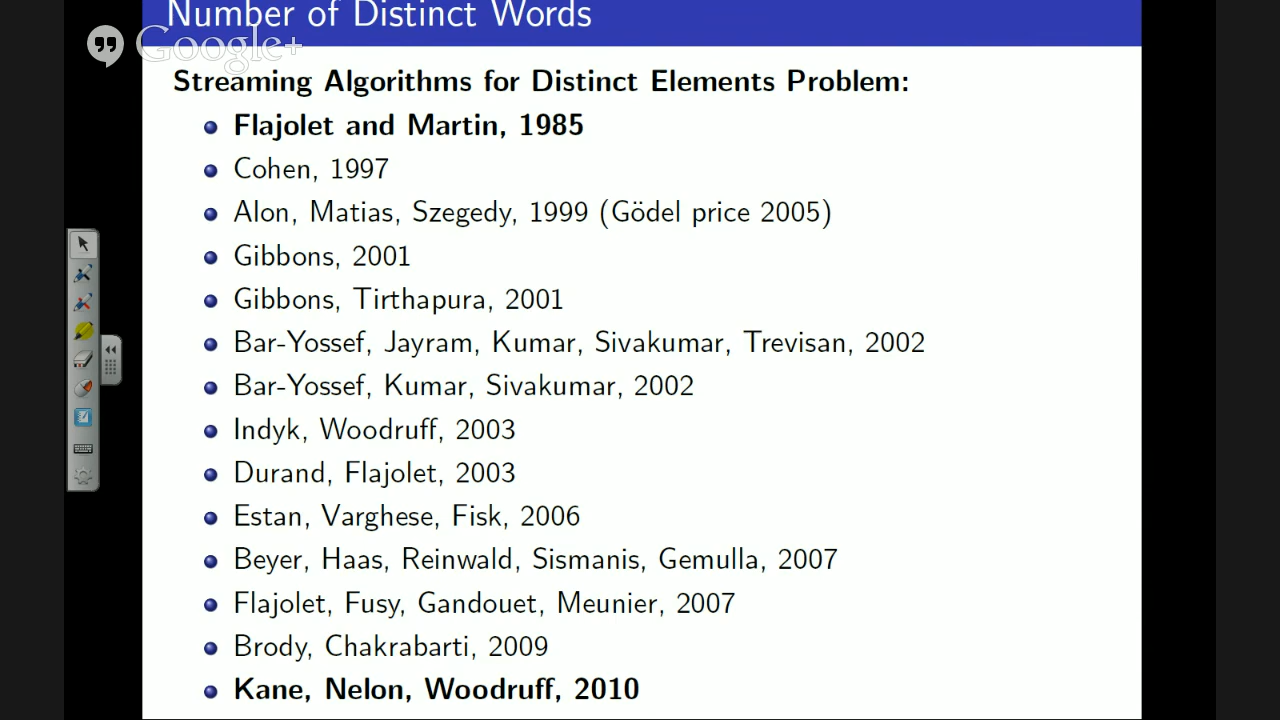 Number of Distinct Words
Google+
Streaming Algorithms for Distinct Elements Problem:
Flajolet and Martin, 1985
Cohen, 1997
Alon, Matias, Szegedy, 1999 (Gödel price 2005)
Gibbons, 2001
Gibbons, Tirthapura, 2001
Bar-Yossef, Jayram, Kumar, Sivakumar, Trevisan, 2002
Bar-Yossef, Kumar, Sivakumar, 2002
Indyk, Woodruff, 2003
Durand, Flajolet, 2003
Estan, Varghese, Fisk, 2006
Beyer, Haas, Reinwald, Sismanis, Gemulla, 2007
Flajolet, Fusy, Gandouet, Meunier, 2007
Brody, Chakrabarti, 2009
Kane, Nelon, Woodruff, 2010